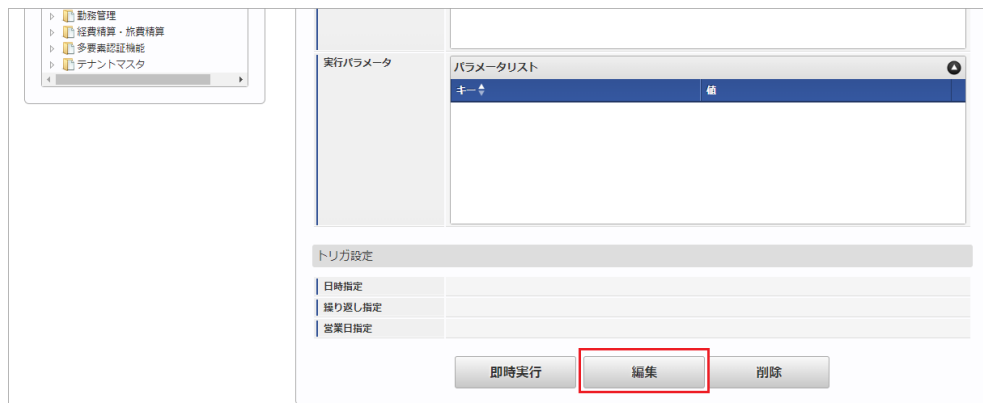 勤務管理
経費精算・旅費精算
多要素認証機能
テナントマスタ
実行パラメータ
パラメータリスト
キー 値
トリガ設定
日時指定
繰り返し指定
営業日指定
即時実行 編集 削除